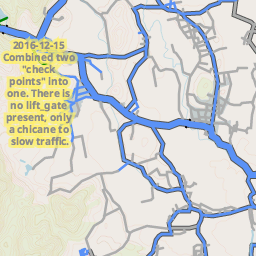 2016-12-15
Combined two
"check
points" into
one. There is
no lift_gate
present, only
a chicane to
slow traffic.